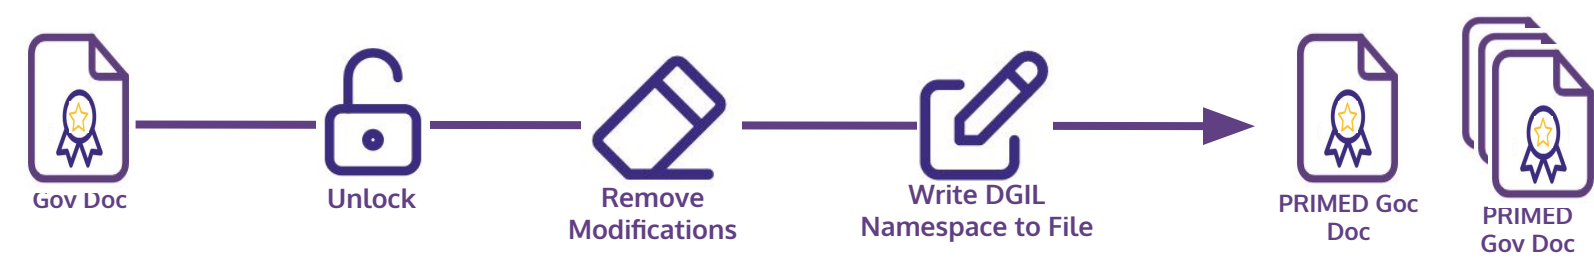 Gov Doc
Unlock
Remove
Modifications
Write DGIL
Namespace to File
PRIMED Goc
Doc
PRIMED
Gov Doc